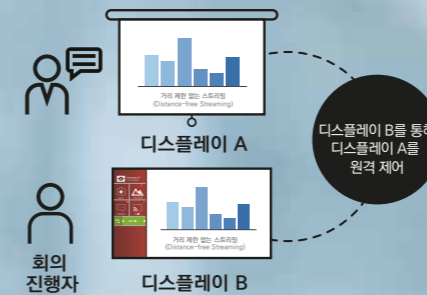 거리 제한 없는 스트리밍
(Distance-free Streaming)
디스플레이 A
디스플레이 B를 통해
디스플레이 A를
원격 제어
거리 제한 없는 스트리밍
(Distance-free Streaming)
회의
진행자
디스플레이 B